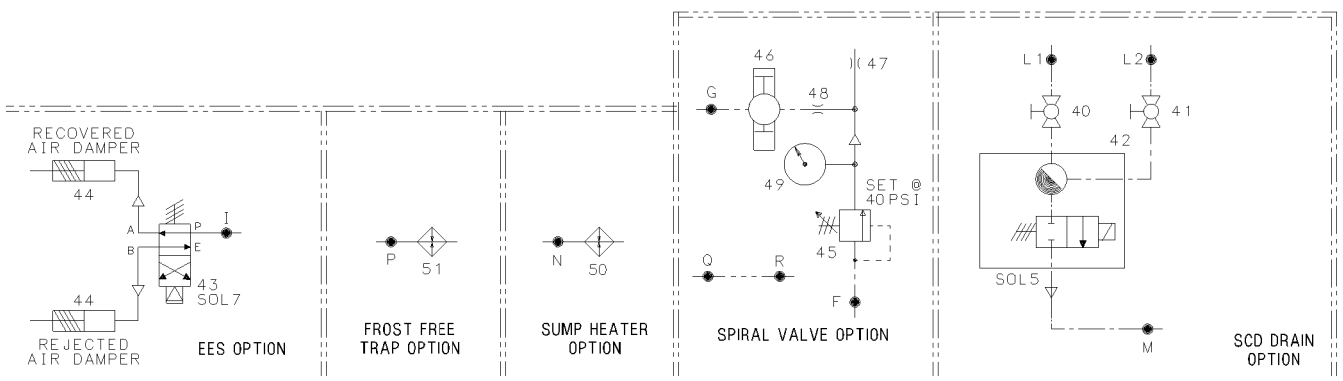 RECOVERED
AIR DAMPER
44
A
P
I
B
E
43
SOL7
44
REJECTED
AIR DAMPER
EES OPTION
P
51
FROST FREE
TRAP OPTION
N
50
SUMP HEATER
OPTION
46
47
G
48
49
SET @
40PSI
45
Q
R
F
SPIRAL VALVE OPTION
L1
L2
40
41
42
SOL5
M
SCD DRAIN
OPTION